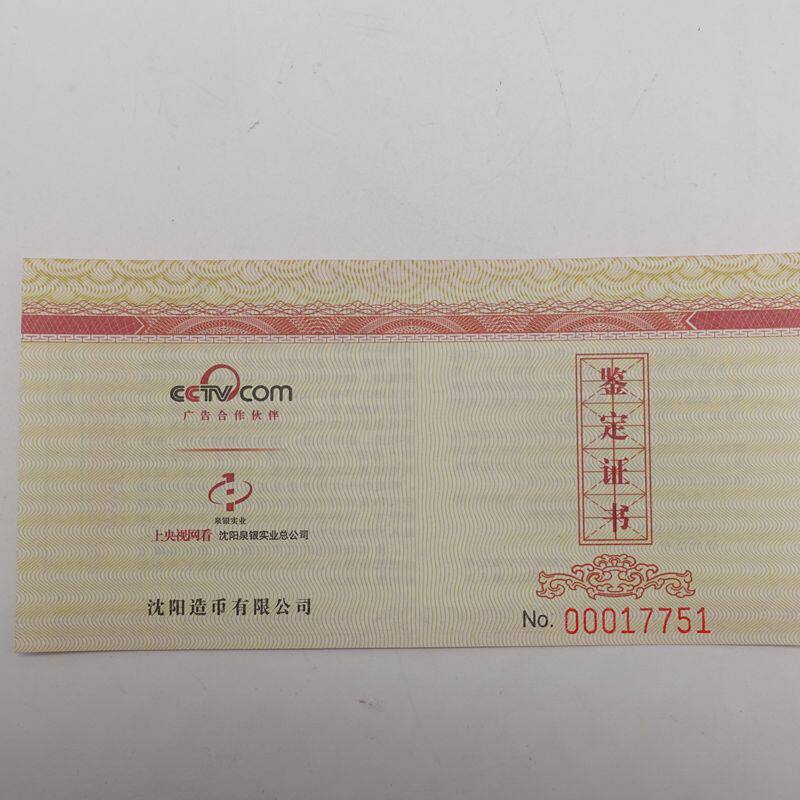 CCTV.com
广告合作伙伴
泉银实业
上央视网看 沈阳泉银实业总公司
沈阳造币有限公司
鉴定证书
No. 00017751